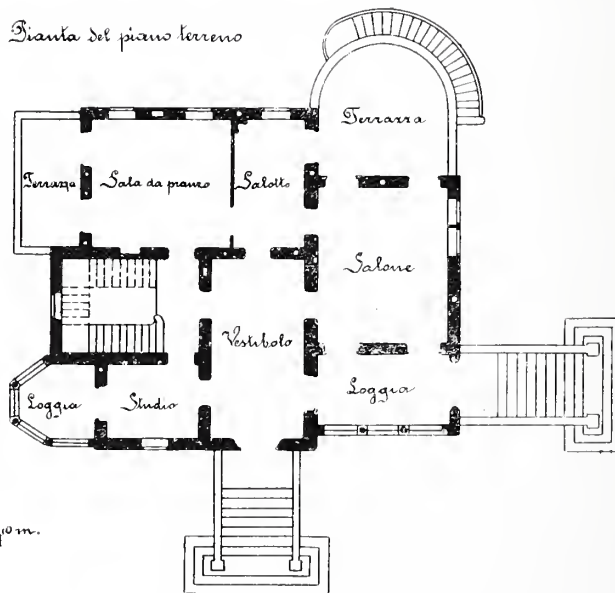 Pianta del piano terreno
Terrazza
Terrazza
Sala da pranzo
Salotto
Salone
Vestibolo
Loggia
Studio
Loggia
10 m.